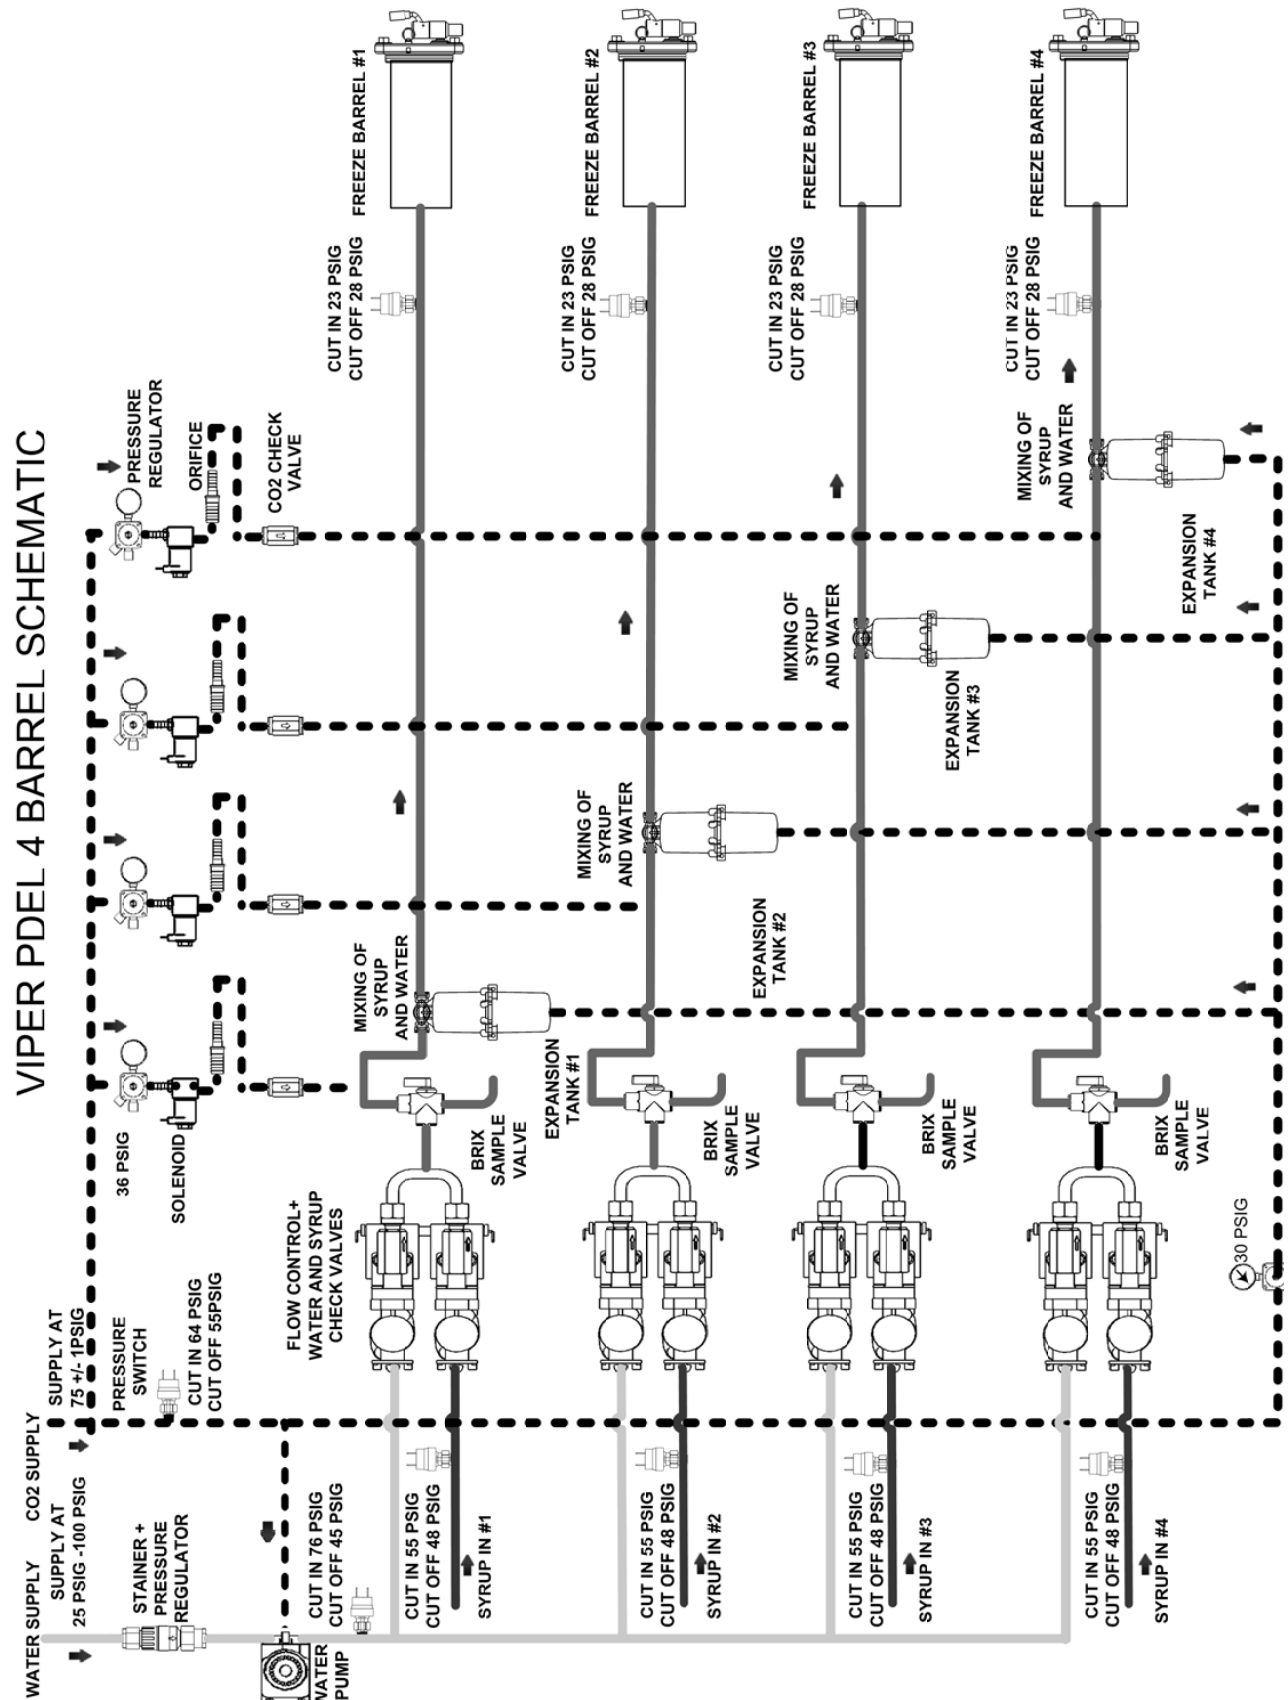 VIPER PDEL 4 BARREL SCHEMATIC
WATER SUPPLY
SUPPLY AT
25 PSIG -100 PSIG
STAINER +
PRESSURE
REGULATOR
WATER
PUMP
CUT IN 76 PSIG
CUT OFF 45 PSIG
CO2 SUPPLY
SUPPLY AT
75 +/- 1PSIG
PRESSURE
SWITCH
CUT IN 64 PSIG
CUT OFF 55PSIG
36 PSIG
SOLENOID
PRESSURE
REGULATOR
ORIFICE
CO2 CHECK
VALVE
FLOW CONTROL+
WATER AND SYRUP
CHECK VALVES
CUT IN 55 PSIG
CUT OFF 48 PSIG
SYRUP IN #1
BRIX
SAMPLE
VALVE
MIXING OF
SYRUP
AND WATER
EXPANSION
TANK #1
CUT IN 23 PSIG
CUT OFF 28 PSIG
FREEZE BARREL #1
CUT IN 55 PSIG
CUT OFF 48 PSIG
SYRUP IN #2
BRIX
SAMPLE
VALVE
MIXING OF
SYRUP
AND WATER
EXPANSION
TANK #2
CUT IN 23 PSIG
CUT OFF 28 PSIG
FREEZE BARREL #2
CUT IN 55 PSIG
CUT OFF 48 PSIG
SYRUP IN #3
BRIX
SAMPLE
VALVE
MIXING OF
SYRUP
AND WATER
EXPANSION
TANK #3
CUT IN 23 PSIG
CUT OFF 28 PSIG
FREEZE BARREL #3
CUT IN 55 PSIG
CUT OFF 48 PSIG
SYRUP IN #4
BRIX
SAMPLE
VALVE
MIXING OF
SYRUP
AND WATER
EXPANSION
TANK #4
CUT IN 23 PSIG
CUT OFF 28 PSIG
FREEZE BARREL #4
30 PSIG